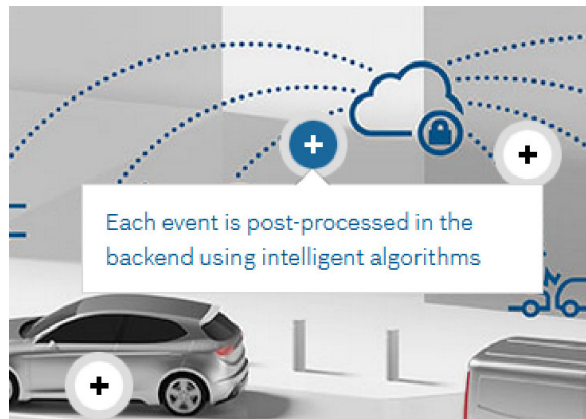 Each event is post-processed in the
backend using intelligent algorithms